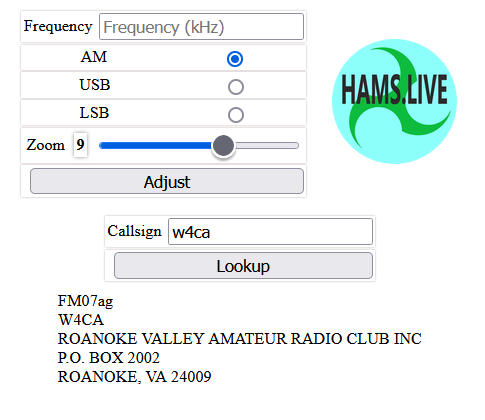 Frequency Frequency (kHz)
AM
USB
LSB
Zoom 9
Adjust
HAMS.LIVE
Callsign w4ca
Lookup
FM07ag
W4CA
ROANOKE VALLEY AMATEUR RADIO CLUB INC
P.O. BOX 2002
ROANOKE, VA 24009